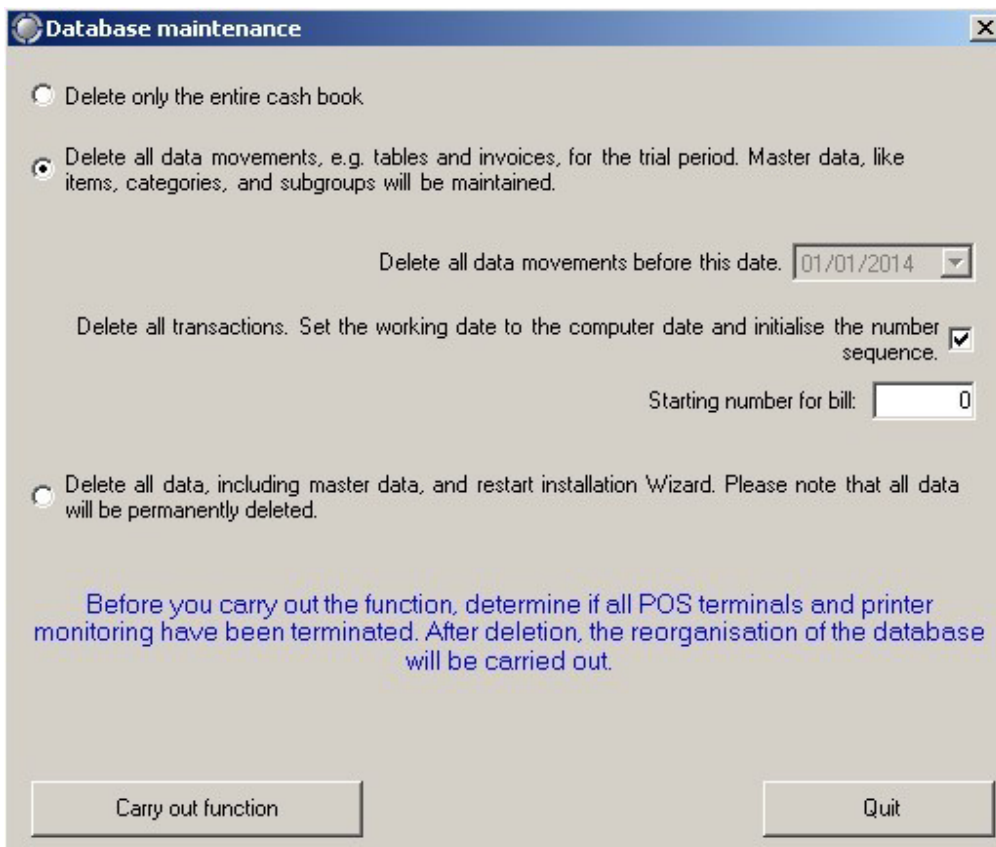 Database maintenance
Delete only the entire cash book
Delete all data movements, e.g. tables and invoices, for the trial period. Master data, like
items, categories, and subgroups will be maintained.
Delete all data movements before this date. 01/01/2014
Delete all transactions. Set the working date to the computer date and initialise the number
sequence.
Starting number for bill: 0
Delete all data, including master data, and restart installation Wizard. Please note that all data
will be permanently deleted.
Before you carry out the function, determine if all POS terminals and printer
monitoring have been terminated. After deletion, the reorganisation of the database
will be carried out.
Carry out function Quit